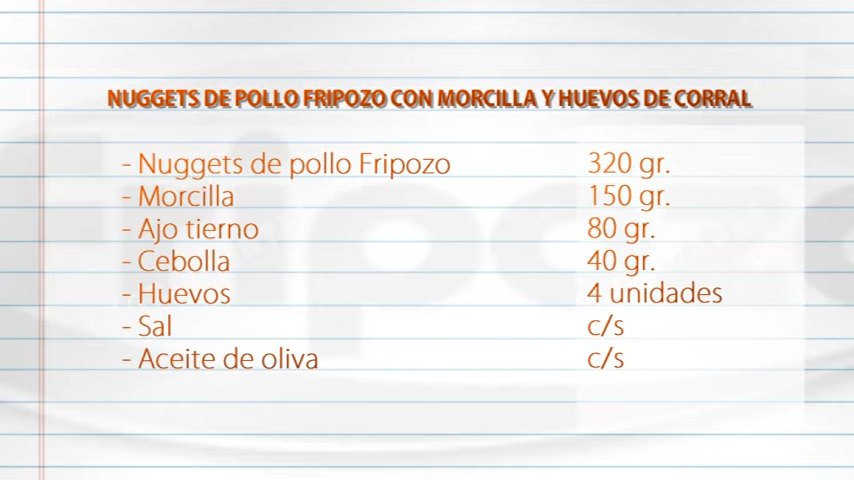 NUGGETS DE POLLO FRIPOZO CON MORCILLA Y HUEVOS DE CORRAL
- Nuggets de pollo Fripozo 320 gr.
- Morcilla 150 gr.
- Ajo tierno 80 gr.
- Cebolla 40 gr.
- Huevos 4 unidades
- Sal c/s
- Aceite de oliva c/s